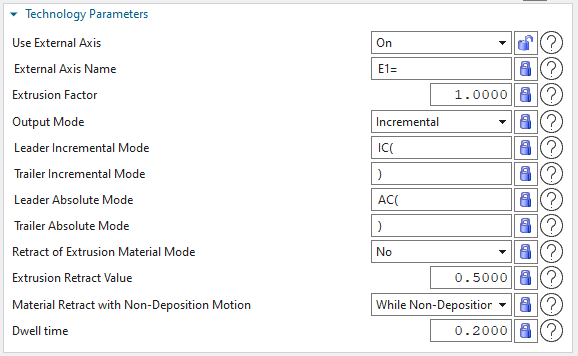 Technology Parameters
Use External Axis On ?
External Axis Name E1= ?
Extrusion Factor 1.0000 ?
Output Mode Incremental ?
Leader Incremental Mode IC( ?
Trailer Incremental Mode ) ?
Leader Absolute Mode AC( ?
Trailer Absolute Mode ) ?
Retract of Extrusion Material Mode No ?
Extrusion Retract Value 0.5000 ?
Material Retract with Non-Deposition Motion While Non-Depositior ?
Dwell time 0.2000 ?